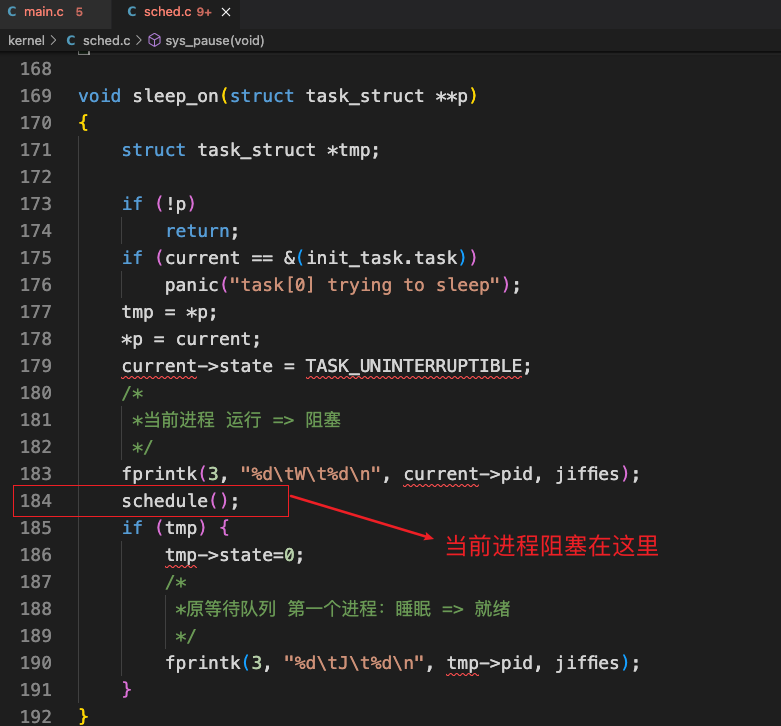 main.c 5 sched.c 9+
kernel > sched.c > sys_pause(void)
168
169 void sleep_on(struct task_struct **p)
170 {
171     struct task_struct *tmp;
172
173     if (!p)
174         return;
175     if (current == &(init_task.task))
176         panic("task[0] trying to sleep");
177     tmp = *p;
178     *p = current;
179     current->state = TASK_UNINTERRUPTIBLE;
180     /*
181      *当前进程 运行 => 阻塞
182      */
183     fprintk(3, "%d\tW\t%d\n", current->pid, jiffies);
184     schedule();
185     if (tmp) {
当前进程阻塞在这里
186         tmp->state=0;
187         /*
188          *原等待队列 第一个进程: 睡眠 => 就绪
189          */
190         fprintk(3, "%d\tJ\t%d\n", tmp->pid, jiffies);
191     }
192 }